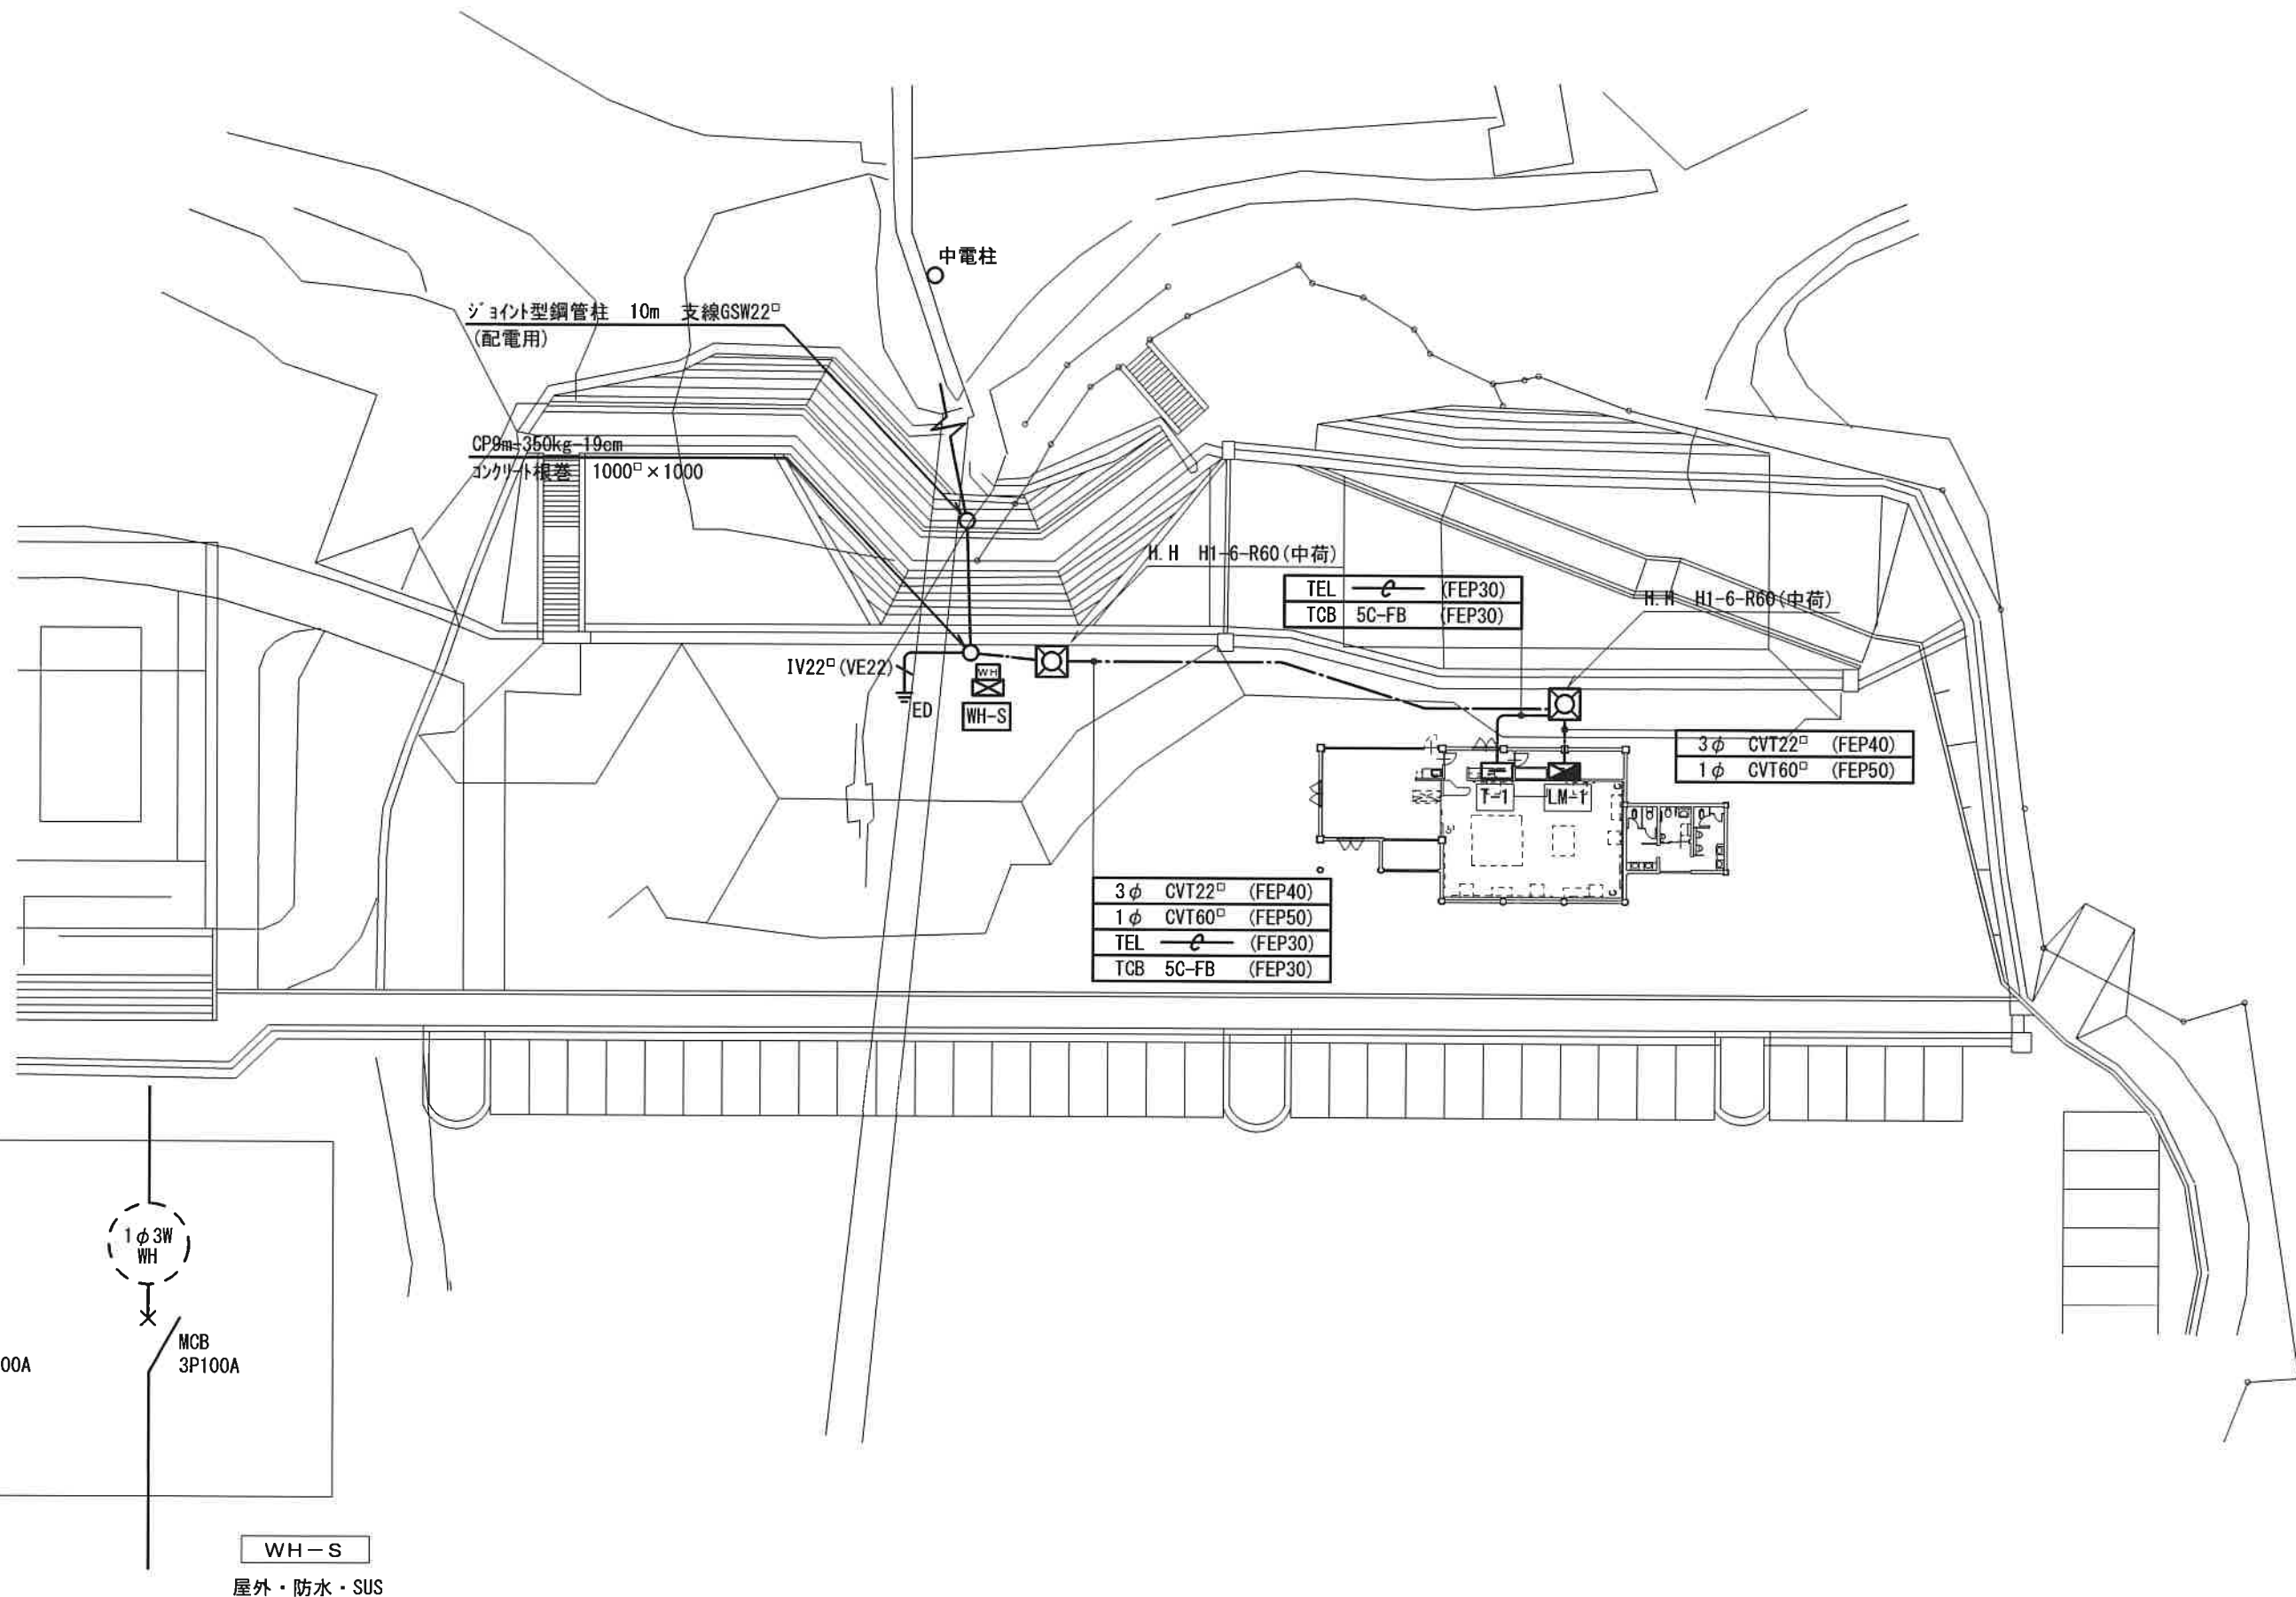 中電柱
ジョイント型鋼管柱 10m 支線GSW22□
(配電用)
CP9m-350kg-19cm
コンクリート根巻 1000□×1000
H.H H1-6-R60(中荷)
TEL (FEP30)
TCB 5C-FB (FEP30)
H.H H1-6-R60(中荷)
IV22□(VE22)
ED
WH
WH-S
3φ CVT22□ (FEP40)
1φ CVT60□ (FEP50)
T-1
LM-1
3φ CVT22□ (FEP40)
1φ CVT60□ (FEP50)
TEL (FEP30)
TCB 5C-FB (FEP30)
1φ3W
WH
MCB
3P100A
00A
WH-S
屋外・防水・SUS